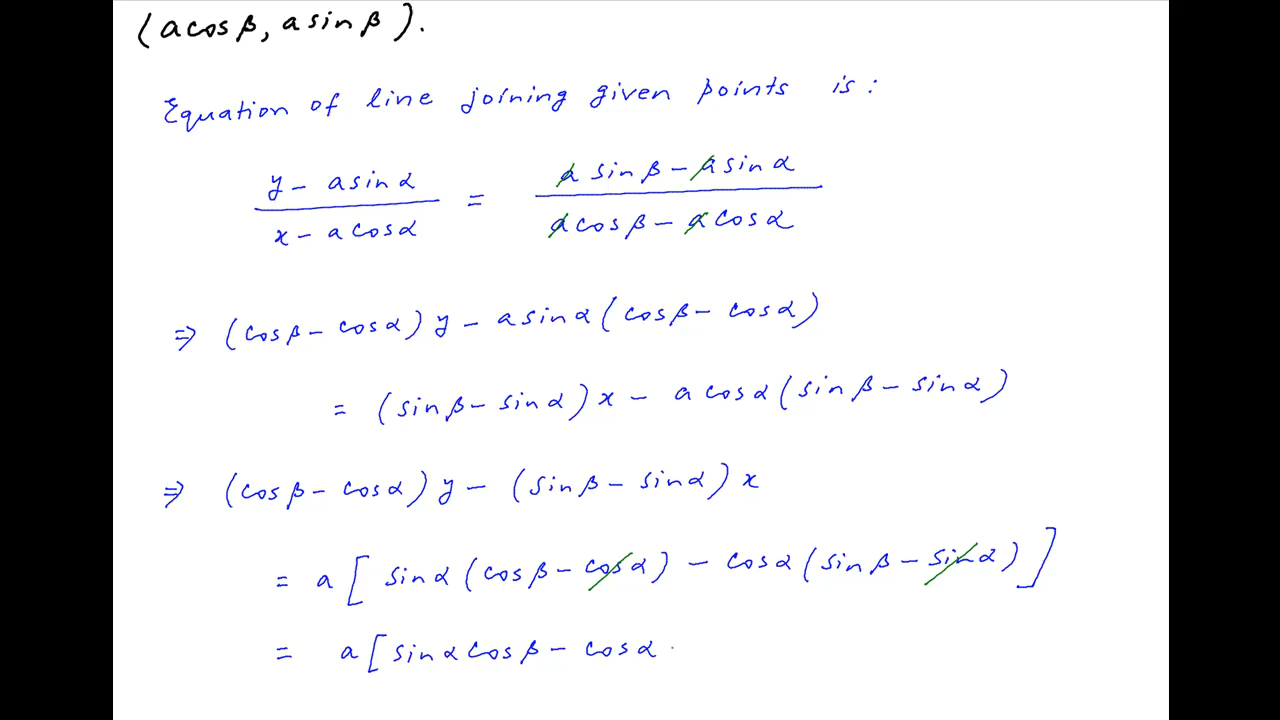 (a cos β, a sin β).
Equation of line joining given points is:
y - a sin α / x - a cos α = a sin β - a sin α / a cos β - a cos α
⇒ (cos β - cos α) y - a sin α (cos β - cos α)
= (sin β - sin α) x - a cos α (sin β - sin α)
⇒ (cos β - cos α) y - (sin β - sin α) x
= a [ sin α (cos β - cos α) - cos α (sin β - sin α) ]
= a [ sin α cos β - cos α